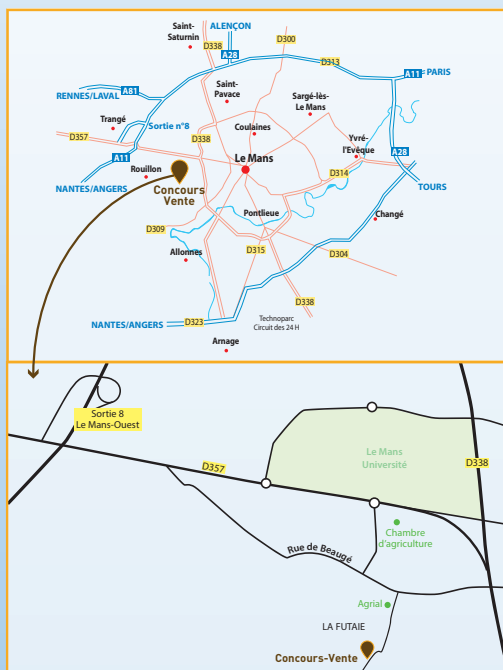 Saint-
Saturnin
ALENÇON
D338
A28
D300
D313
A11
PARIS
RENNES/LAVAL
A81
Saint-
Pavace
Sargé-lès-
Le Mans
Trangé
Sortie n°8
Coulaines
D357
D338
Yvré-
l'Evêque
A11
Le Mans
A28
Rouillon
D314
NANTES/ANGERS
Concours
Vente
TOURS
Pontlieue
Changé
D309
Allonnes
D315
D304
D338
NANTES/ANGERS
D323
Technoparc
Circuit des 24 H
Arnage
Sortie 8
Le Mans-Ouest
Le Mans
Université
D357
D338
Chambre
d'agriculture
Rue de Beaugé
Agrial
LA FUTAIE
Concours-Vente